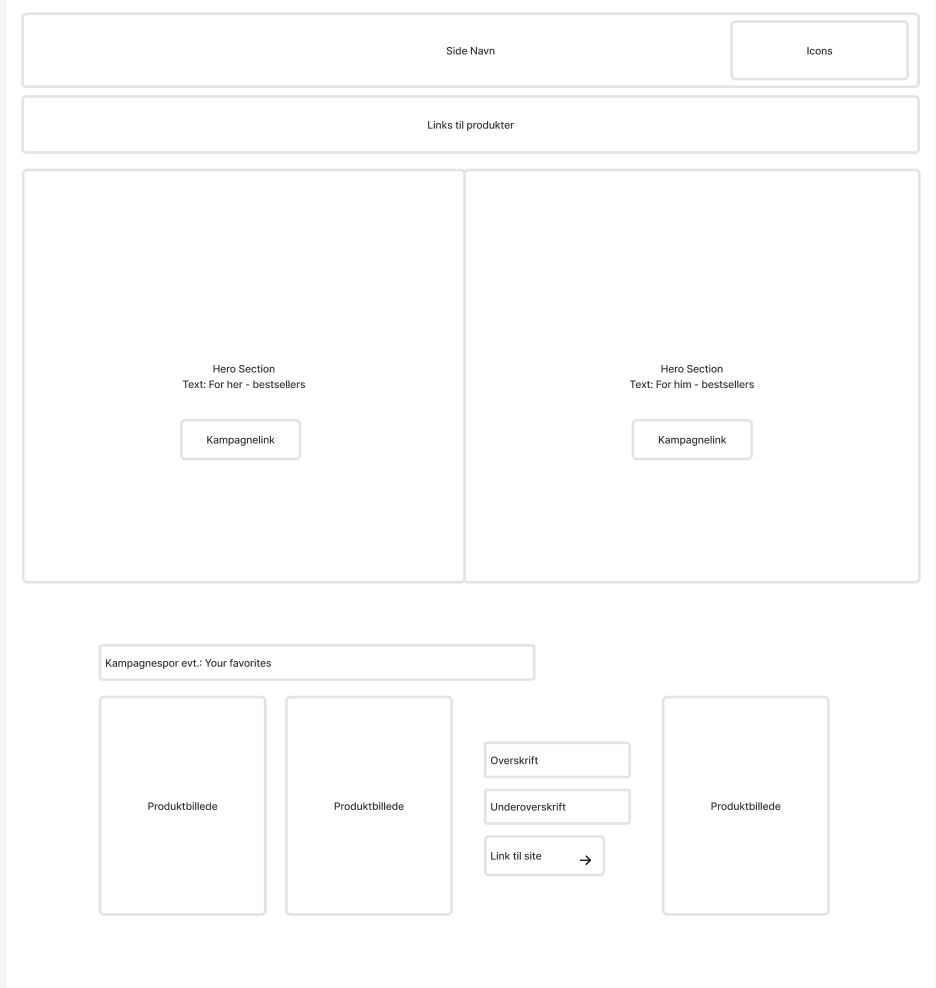 Side Navn
Icons
Links til produkter
Hero Section
Text: For her - bestsellers
Kampagnelink
Hero Section
Text: For him - bestsellers
Kampagnelink
Kampagnespor evt.: Your favorites
Produktbillede
Produktbillede
Overskrift
Underoverskrift
Link til site
Produktbillede